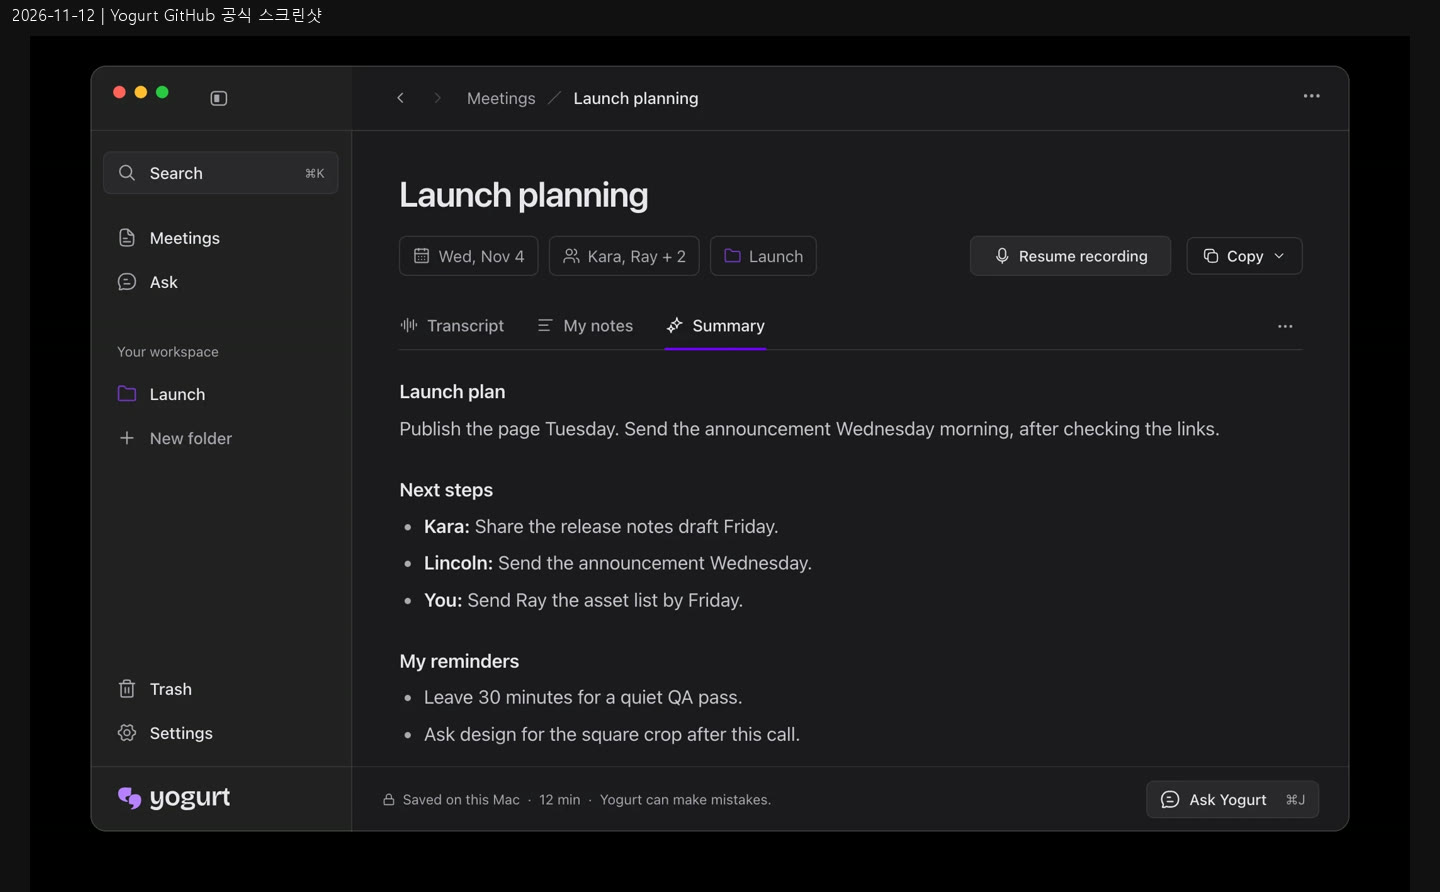 2026-11-12 | Yogurt GitHub 공식 스크린샷
Meetings / Launch planning
Search ⌘K
Meetings
Ask
Your workspace
Launch
New folder
Trash
Settings
yogurt
Launch planning
Wed, Nov 4
Kara, Ray + 2
Launch
Resume recording
Copy
Transcript
My notes
Summary
Launch plan
Publish the page Tuesday. Send the announcement Wednesday morning, after checking the links.
Next steps
• Kara: Share the release notes draft Friday.
• Lincoln: Send the announcement Wednesday.
• You: Send Ray the asset list by Friday.
My reminders
• Leave 30 minutes for a quiet QA pass.
• Ask design for the square crop after this call.
Saved on this Mac · 12 min · Yogurt can make mistakes.
Ask Yogurt ⌘J